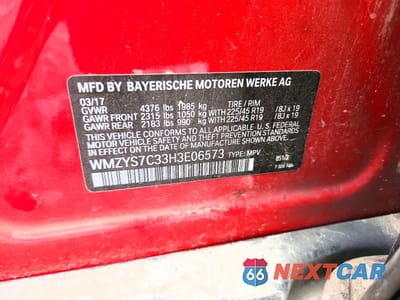 MFD BY BAYERISCHE MOTOREN WERKE AG
03/17 TIRE / RIM
GVWR 4376 lbs 1985 kg
GAWR FRONT 2315 lbs 1050 kg WITH 225/45 R19 /8J x 19
GAWR REAR 2183 lbs 990 kg WITH 225/45 R19 /8J x 19
THIS VEHICLE CONFORMS TO ALL APPLICABLE U.S. FEDERAL
MOTOR VEHICLE SAFETY STANDARDS AND THEFT PREVENTION STANDARDS
IN EFFECT ON THE DATE OF MANUFACTURE SHOWN ABOVE.
WMZYS7C33H3E06573 TYPE: MPV
66 NEXTCAR